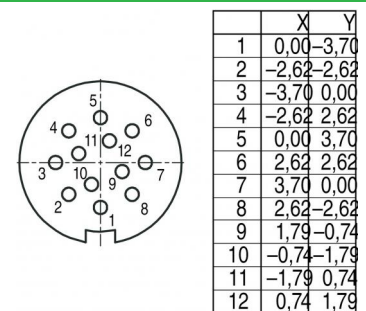 5
4 6
11 12
3 10 9 7
2 8
1
X Y
1 0,00 –3,70
2 –2,62 –2,62
3 –3,70 0,00
4 –2,62 2,62
5 0,00 3,70
6 2,62 2,62
7 3,70 0,00
8 2,62 –2,62
9 1,79 –0,74
10 –0,74 –1,79
11 –1,79 0,74
12 0,74 1,79